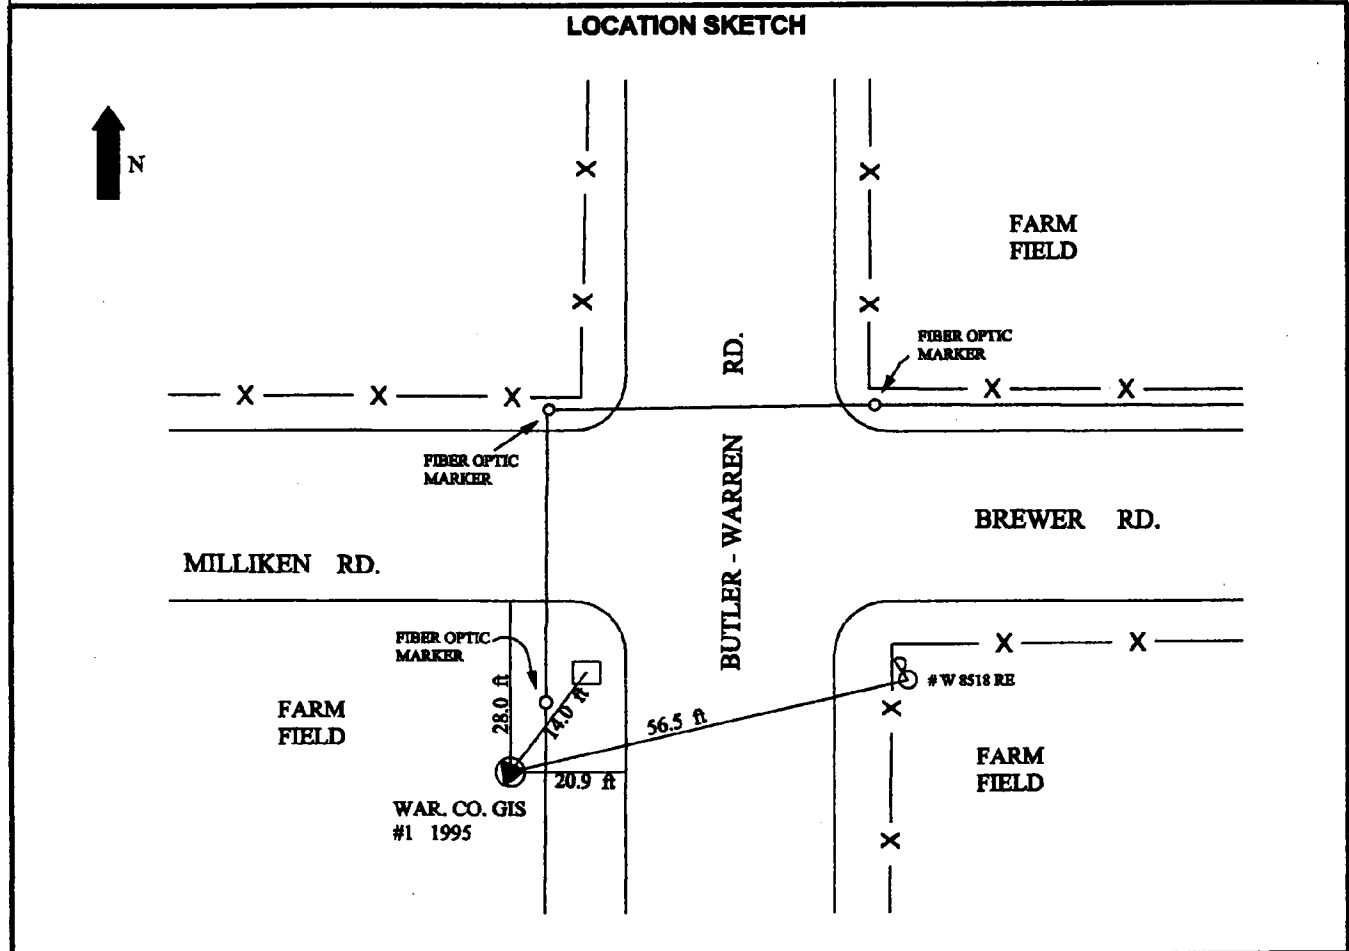 LOCATION SKETCH
N
FARM
FIELD
RD.
FIBER OPTIC
MARKER
FIBER OPTIC
MARKER
BUTLER - WARREN
BREWER RD.
MILLIKEN RD.
FIBER OPTIC
MARKER
28.0 ft
14.0 ft
# W 8518 RE
FARM
FIELD
56.5 ft
20.9 ft
FARM
FIELD
WAR. CO. GIS
#1 1995